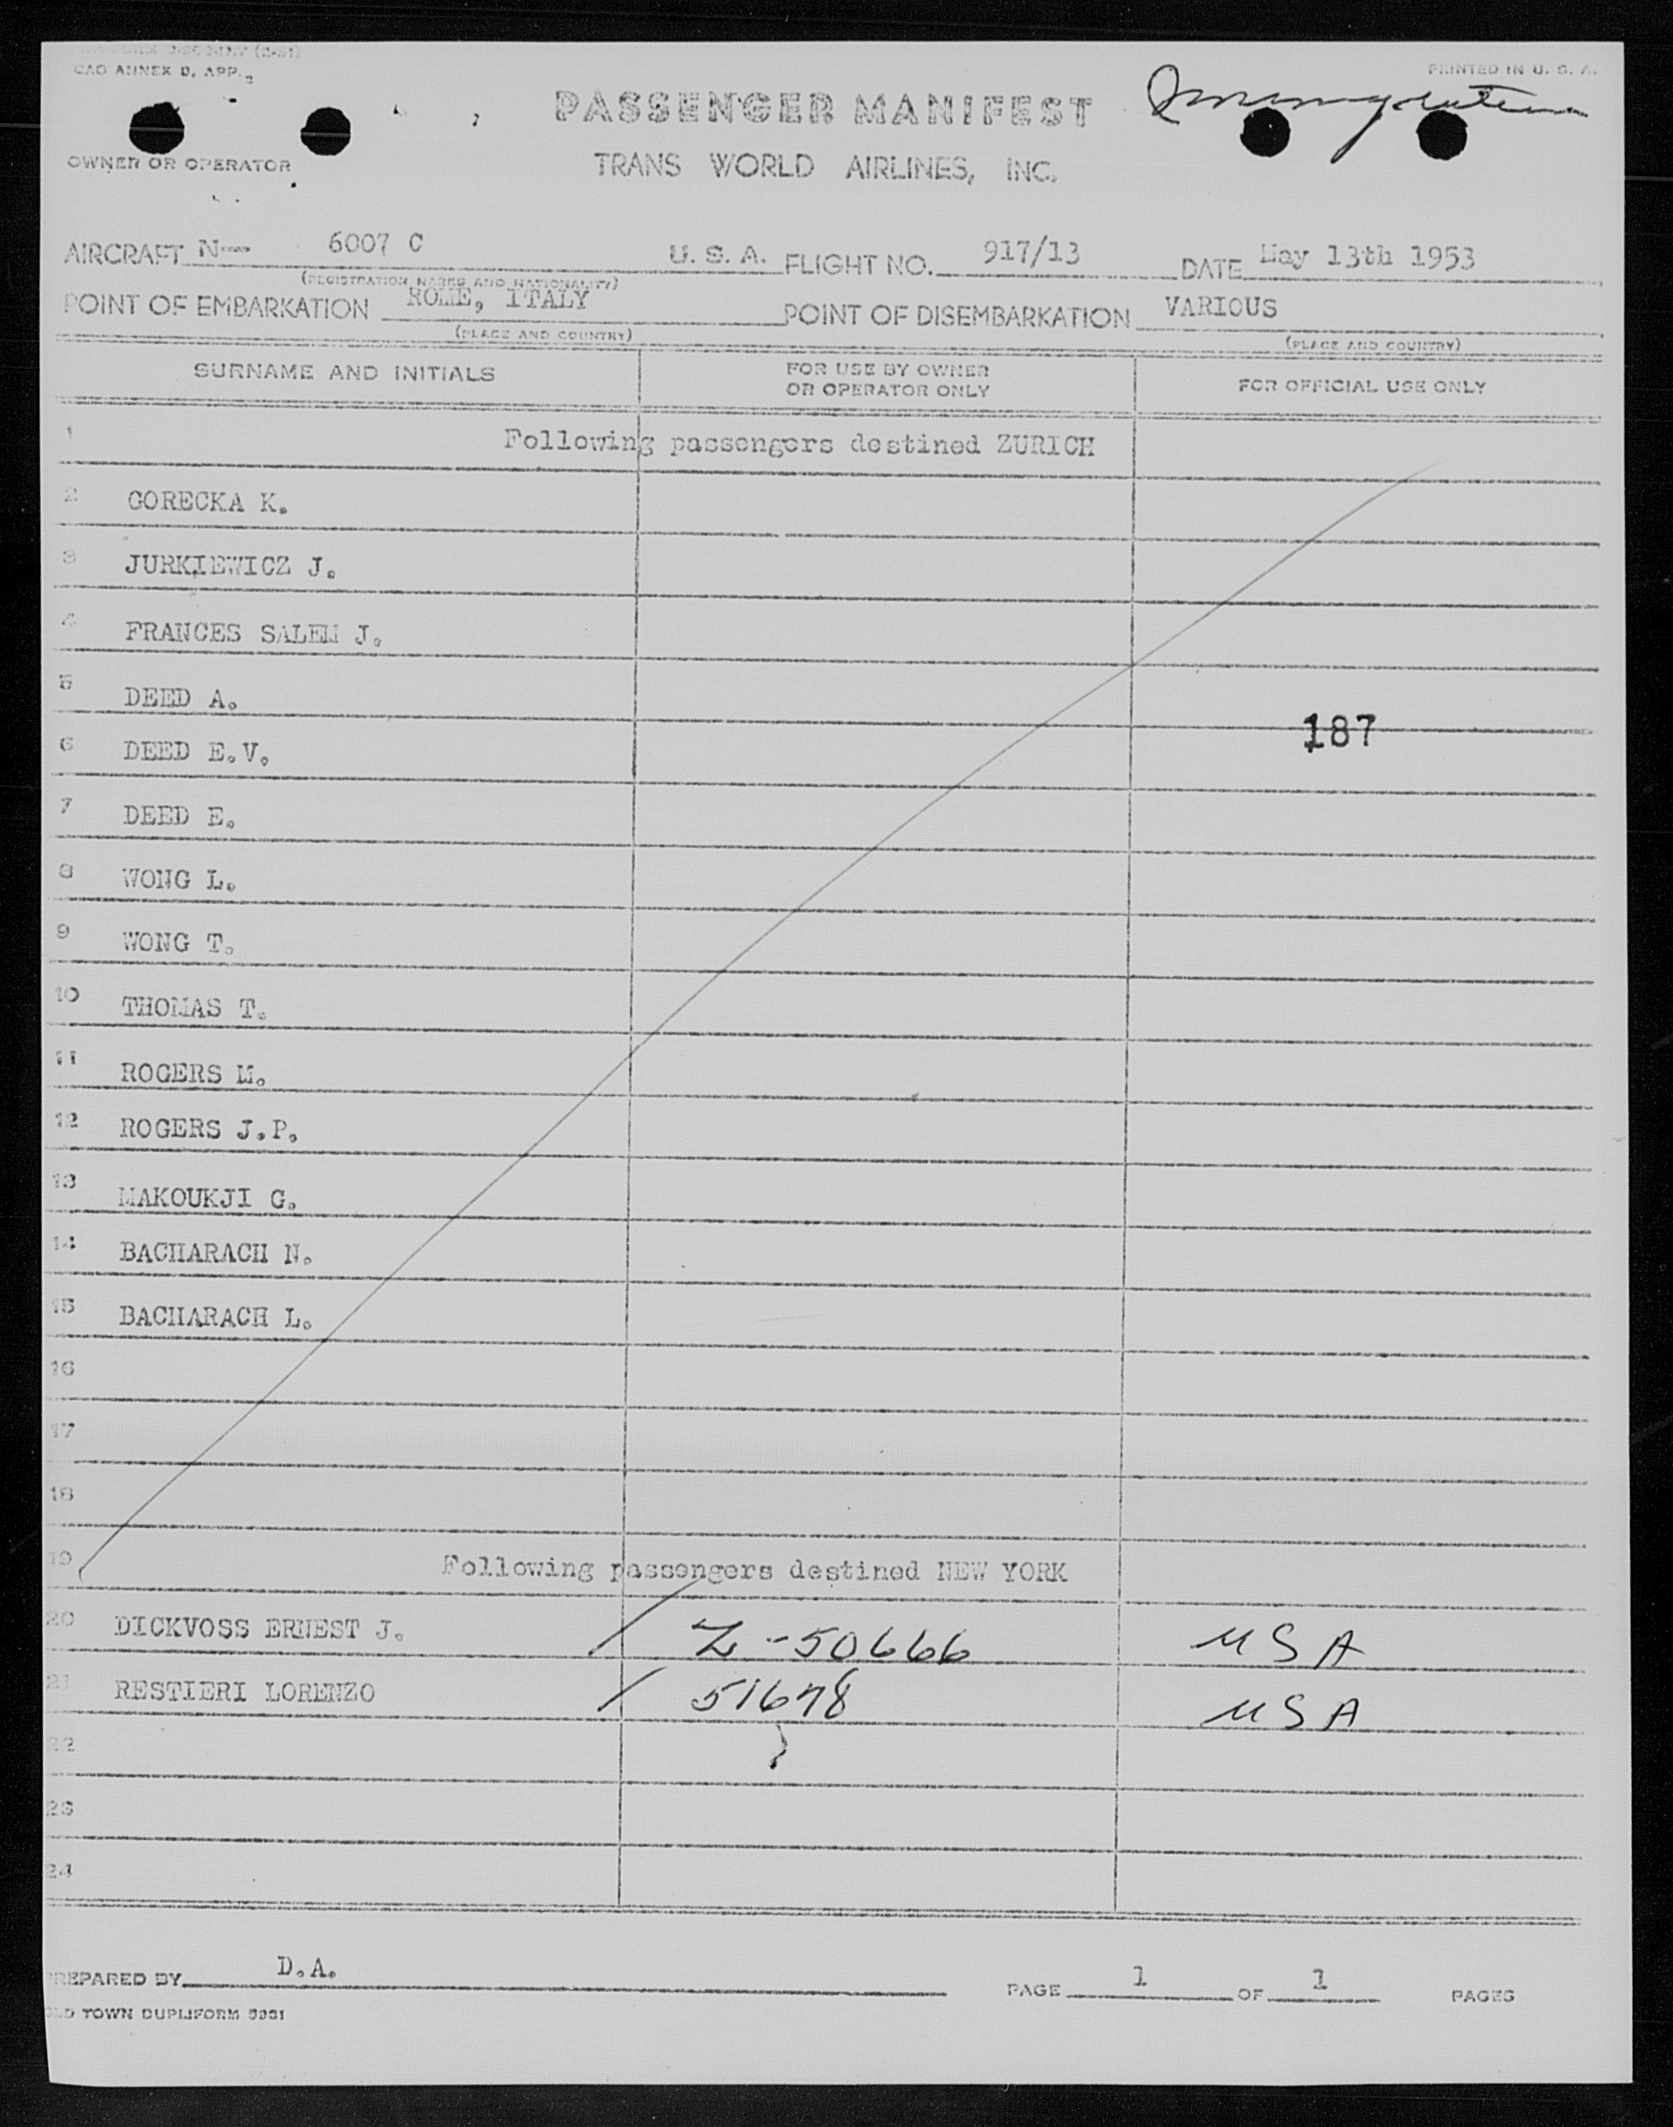 CAO ANNEX D, APP.
PRINTED IN U. S. A.
Immigration
PASSENGER MANIFEST
OWNER OR OPERATOR
TRANS WORLD AIRLINES, INC.
AIRCRAFT N--- 6007 C U. S. A. FLIGHT NO. 917/13 DATE May 13th 1953
(REGISTRATION MARKS AND NATIONALITY)
POINT OF EMBARKATION ROME, ITALY POINT OF DISEMBARKATION VARIOUS
(PLACE AND COUNTRY) (PLACE AND COUNTRY)
SURNAME AND INITIALS FOR USE BY OWNER OR OPERATOR ONLY FOR OFFICIAL USE ONLY
1 Following passengers destined ZURICH
2 GORECKA K.
3 JURKIEWICZ J.
4 FRANCES SALEM J.
5 DEED A.
187
6 DEED E.V.
7 DEED E.
8 WONG L.
9 WONG T.
10 THOMAS T.
11 ROGERS M.
12 ROGERS J.P.
13 MAKOUKJI G.
14 BACHARACH N.
15 BACHARACH L.
16
17
18
19 Following passengers destined NEW YORK
20 DICKVOSS ERNEST J. / Z-50666 USA
21 RESTIERI LORENZO / 51678 USA
22
23
24
PREPARED BY D.A. PAGE 1 OF 1 PAGES
OLD TOWN DUPLIFORM